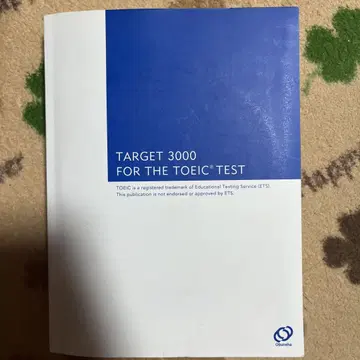 TARGET 3000
FOR THE TOEIC® TEST
TOEIC is a registered trademark of Educational Testing Service (ETS).
This publication is not endorsed or approved by ETS.
Obunsha